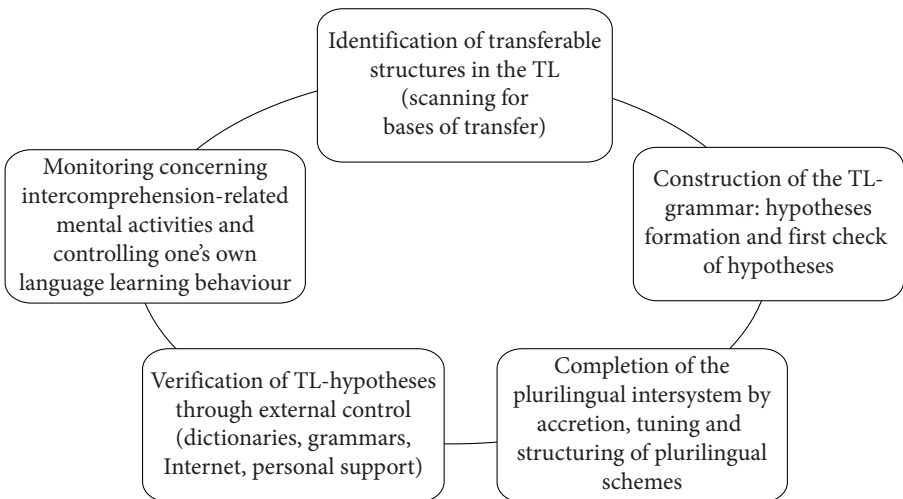 Identification of transferable
structures in the TL
(scanning for
bases of transfer)
Construction of the TL-
grammar: hypotheses
formation and first check
of hypotheses
Completion of the
plurilingual intersystem by
accretion, tuning and
structuring of plurilingual
schemes
Verification of TL-hypotheses
through external control
(dictionaries, grammars,
Internet, personal support)
Monitoring concerning
intercomprehension-related
mental activities and
controlling one’s own
language learning behaviour